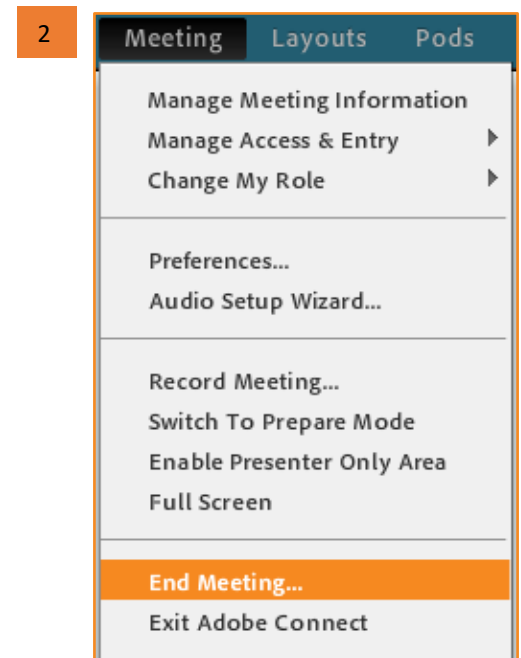 2
Meeting Layouts Pods
Manage Meeting Information
Manage Access & Entry
Change My Role
Preferences...
Audio Setup Wizard...
Record Meeting...
Switch To Prepare Mode
Enable Presenter Only Area
Full Screen
End Meeting...
Exit Adobe Connect